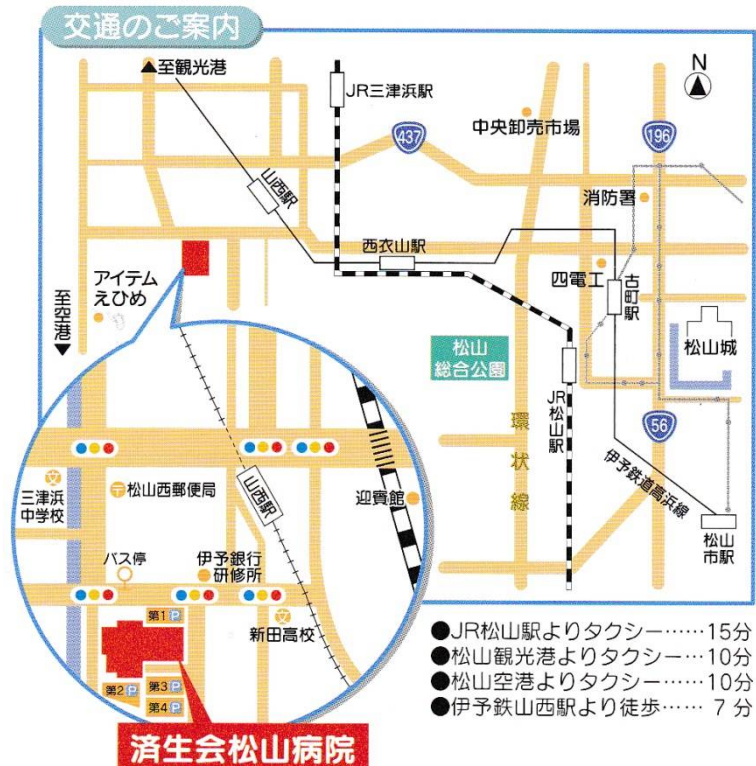 交通のご案内
▲至観光港
JR三津浜駅
N
437
中央卸売市場
196
山西駅
消防署
西衣山駅
アイテム
えひめ
四電工
古町駅
至空港▼
松山城
松山
総合公園
JR松山駅
環状線
56
伊予鉄道高浜線
松山
市駅
三津浜
中学校
文
〒松山西郵便局
山西駅
迎賓館
バス停
伊予銀行
研修所
文
新田高校
第1 P
第2 P
第3 P
第4 P
済生会松山病院
●JR松山駅よりタクシー……15分
●松山観光港よりタクシー……10分
●松山空港よりタクシー……10分
●伊予鉄山西駅より徒歩…… 7分